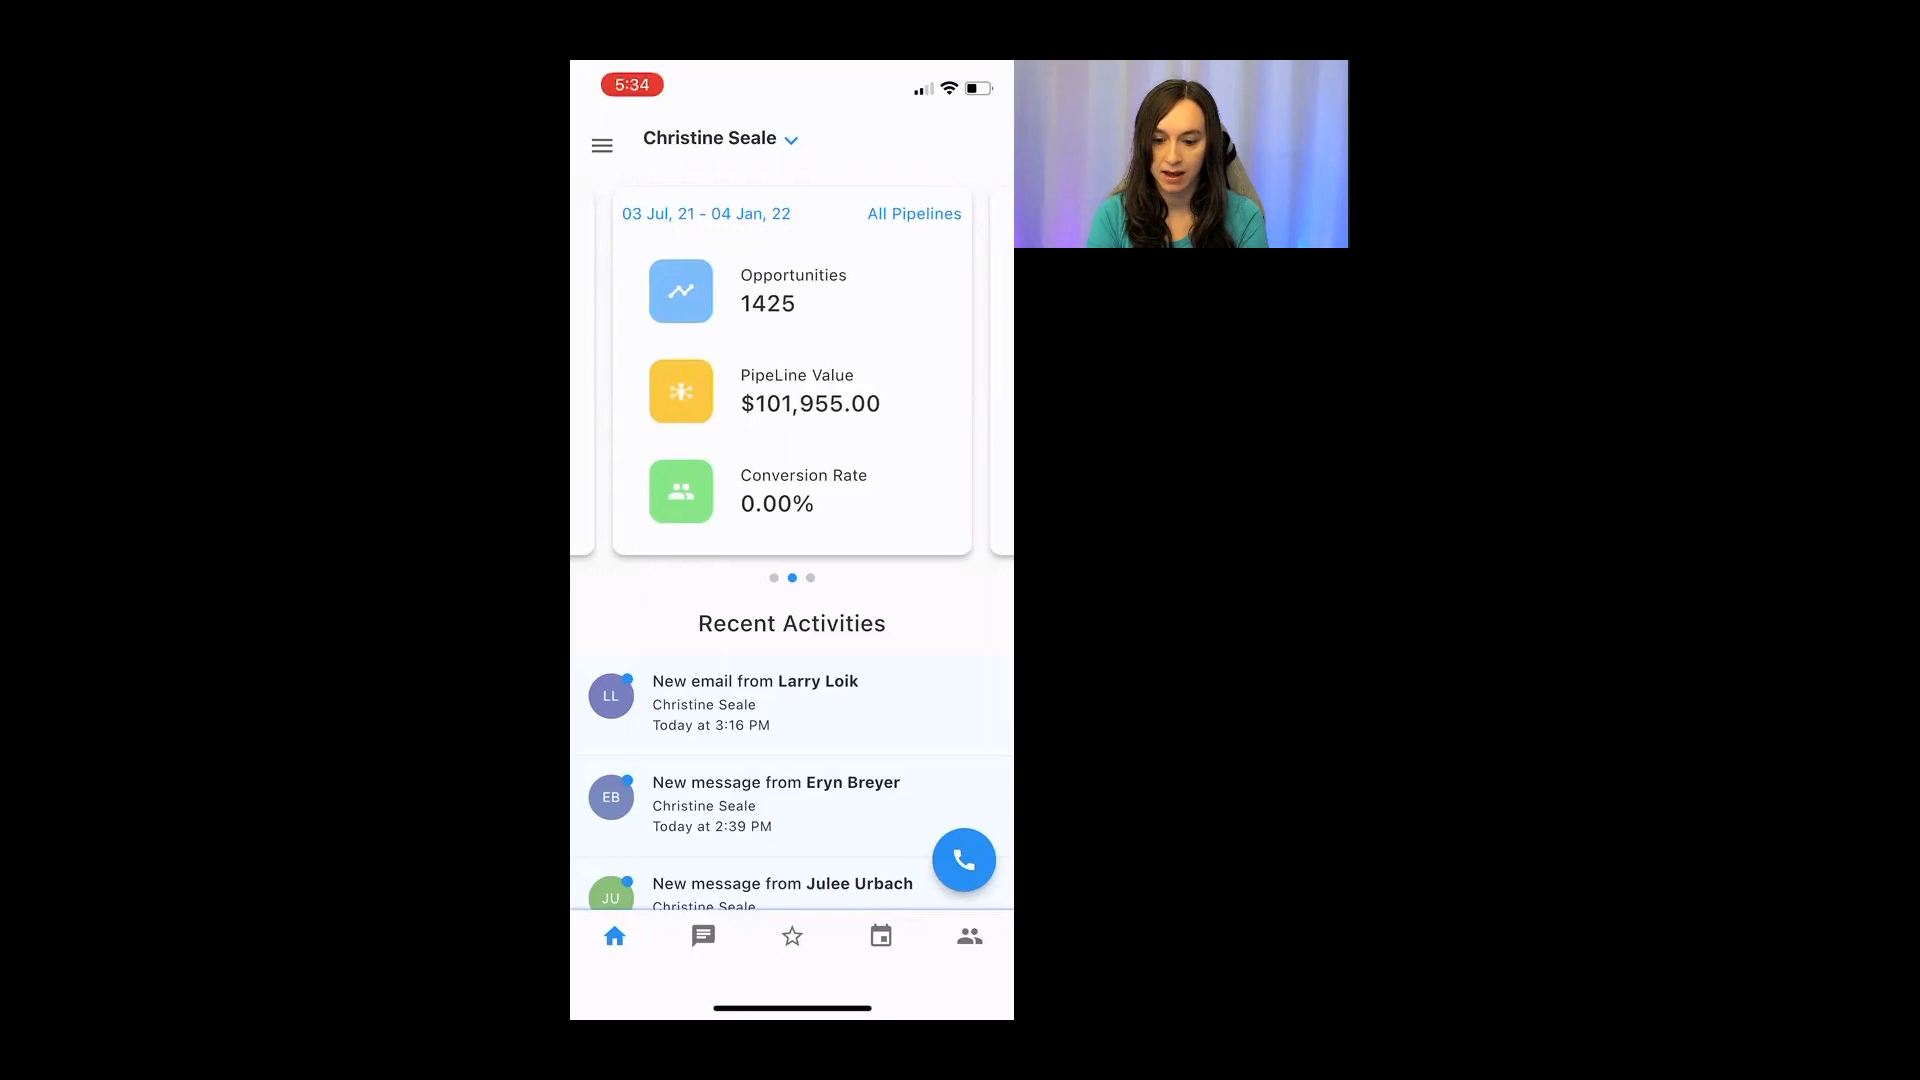 5:34
Christine Seale
03 Jul, 21 - 04 Jan, 22 All Pipelines
Opportunities
1425
PipeLine Value
$101,955.00
Conversion Rate
0.00%
Recent Activities
LL
New email from Larry Loik
Christine Seale
Today at 3:16 PM
EB
New message from Eryn Breyer
Christine Seale
Today at 2:39 PM
JU
New message from Julee Urbach
Christine Seale